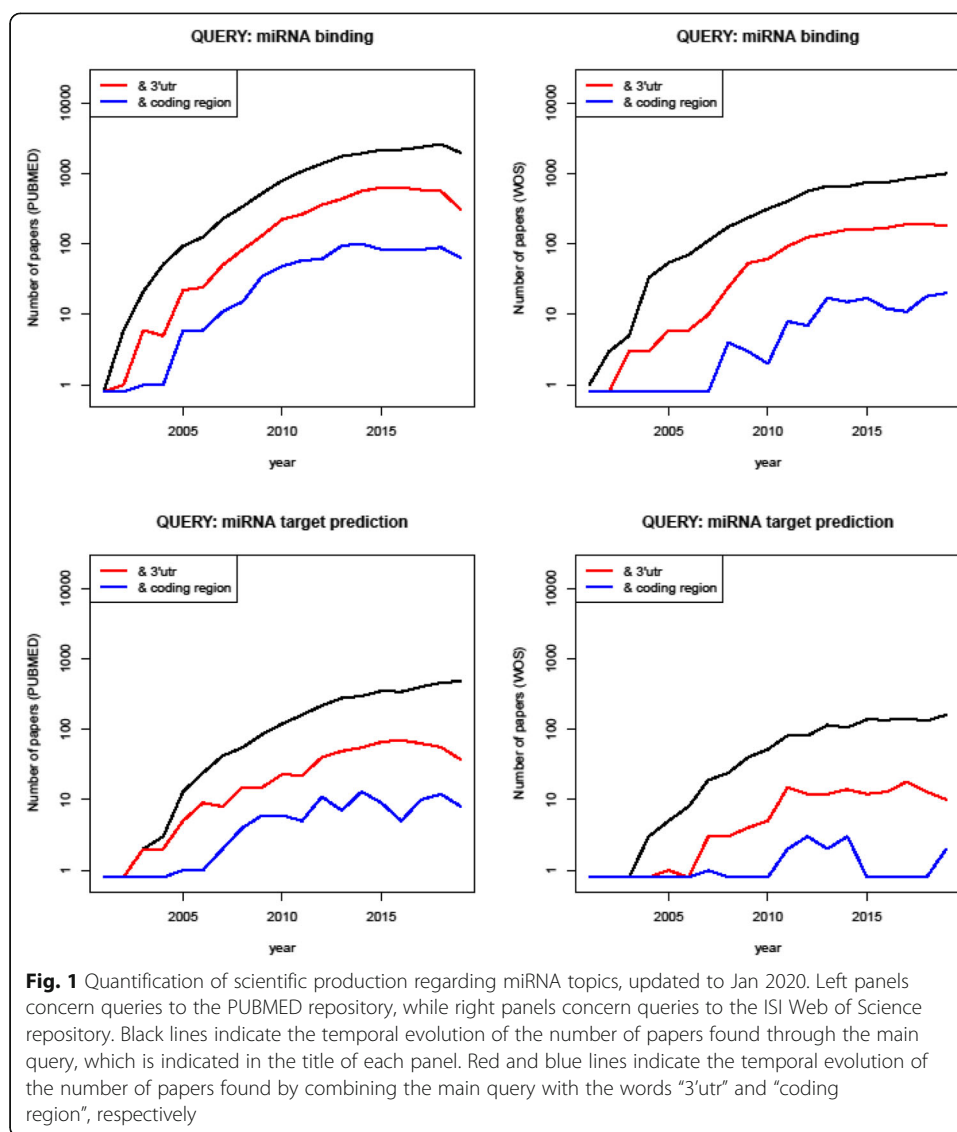 QUERY: miRNA binding
& 3'utr
& coding region
Number of papers (PUBMED)
10000
1000
100
10
1
2005 2010 2015
year
QUERY: miRNA binding
& 3'utr
& coding region
Number of papers (WOS)
10000
1000
100
10
1
2005 2010 2015
year
QUERY: miRNA target prediction
& 3'utr
& coding region
Number of papers (PUBMED)
10000
1000
100
10
1
2005 2010 2015
year
QUERY: miRNA target prediction
& 3'utr
& coding region
Number of papers (WOS)
10000
1000
100
10
1
2005 2010 2015
year
Fig. 1 Quantification of scientific production regarding miRNA topics, updated to Jan 2020. Left panels
concern queries to the PUBMED repository, while right panels concern queries to the ISI Web of Science
repository. Black lines indicate the temporal evolution of the number of papers found through the main
query, which is indicated in the title of each panel. Red and blue lines indicate the temporal evolution of
the number of papers found by combining the main query with the words “3’utr” and “coding
region”, respectively